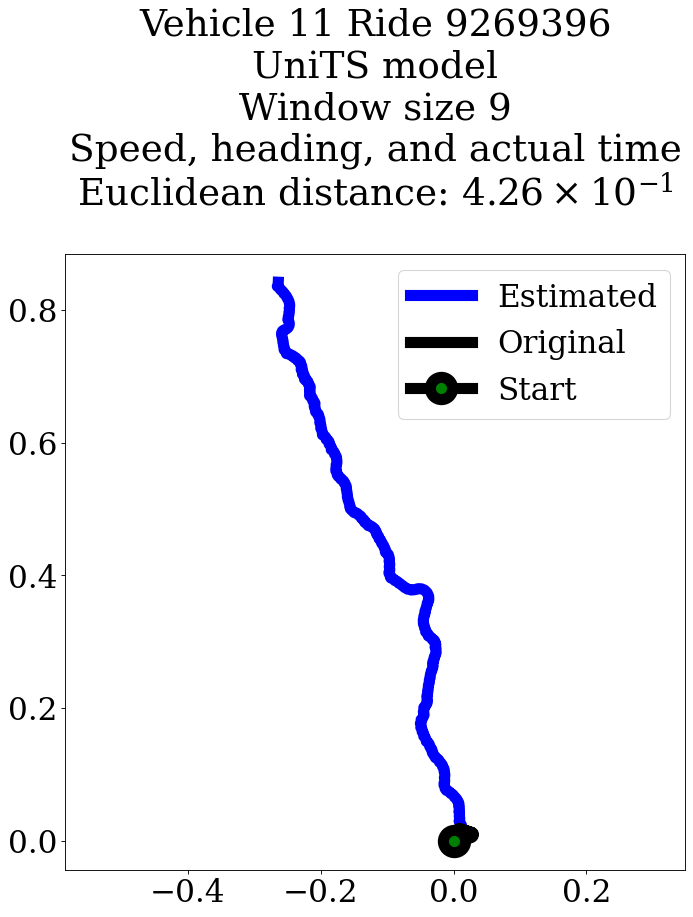 Vehicle 11 Ride 9269396
UniTS model
Window size 9
Speed, heading, and actual time
Euclidean distance: 4.26 × 10⁻¹
Estimated
Original
Start
0.8
0.6
0.4
0.2
0.0
−0.4
−0.2
0.0
0.2